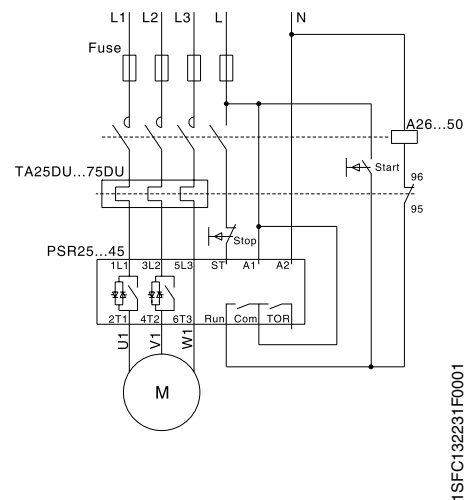 L1 L2 L3 L N
Fuse
A26...50
TA25DU...75DU
Start
96
95
Stop
PSR25...45
1L1 3L2 5L3 ST A1 A2
2T1 4T2 6T3 Run Com TOR
U1 V1 W1
M
1SFC132231F0001